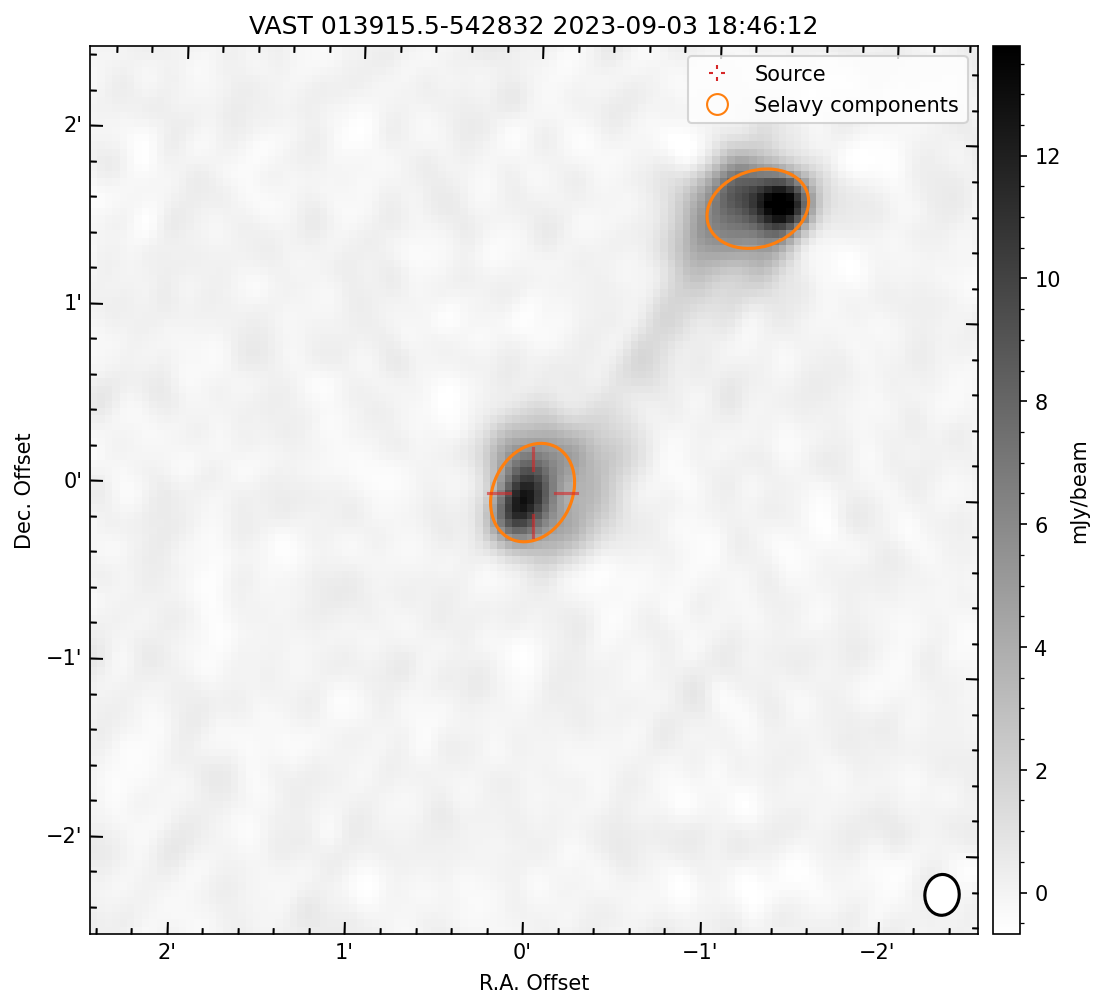 VAST 013915.5-542832 2023-09-03 18:46:12
Source
Selavy components
2'
1'
0'
−1'
−2'
Dec. Offset
2'
1'
0'
−1'
−2'
R.A. Offset
12
10
8
6
4
2
0
mJy/beam